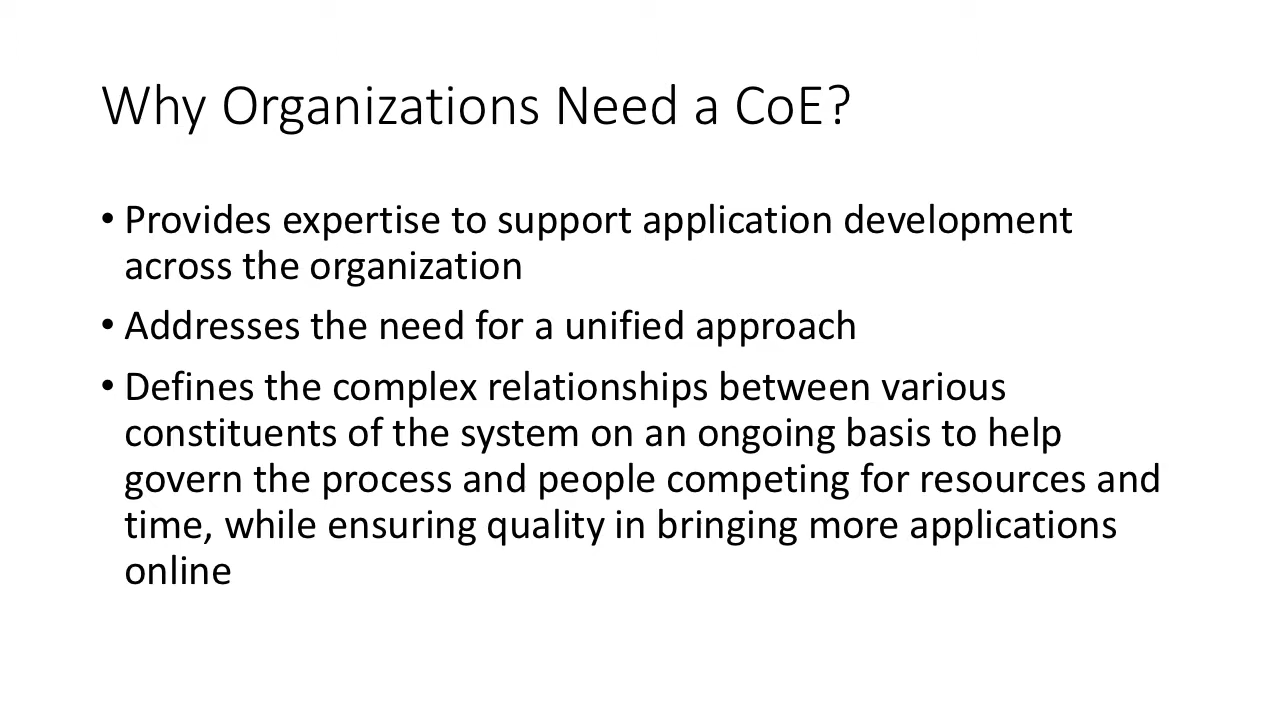 Why Organizations Need a CoE?
• Provides expertise to support application development
across the organization
• Addresses the need for a unified approach
• Defines the complex relationships between various
constituents of the system on an ongoing basis to help
govern the process and people competing for resources and
time, while ensuring quality in bringing more applications
online